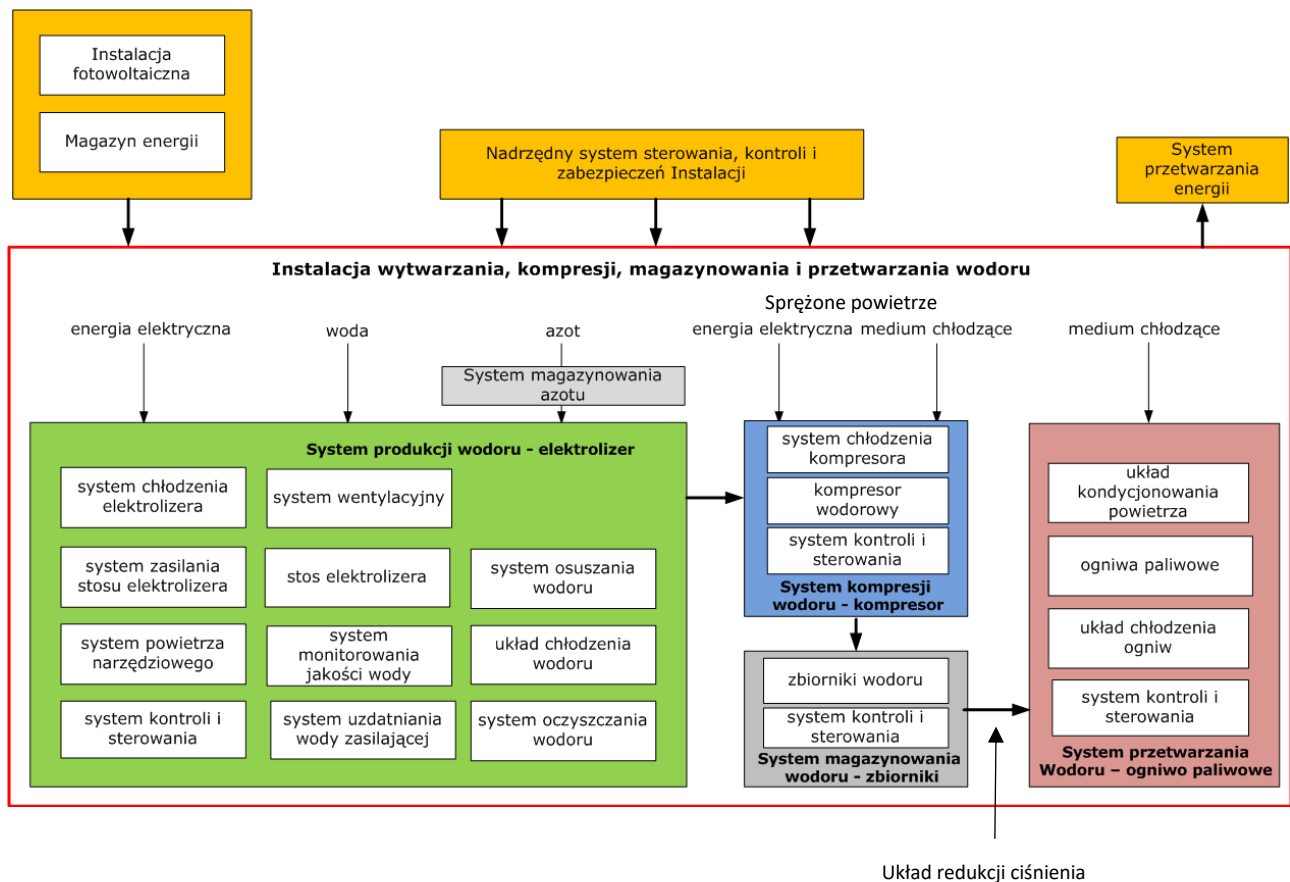 Instalacja
fotowoltaiczna
Magazyn energii
Nadrzędny system sterowania, kontroli i
zabezpieczeń Instalacji
System
przetwarzania
energii
Instalacja wytwarzania, kompresji, magazynowania i przetwarzania wodoru
Sprężone powietrze
energia elektryczna
woda
azot
energia elektryczna
medium chłodzące
medium chłodzące
System magazynowania
azotu
System produkcji wodoru - elektrolizer
system chłodzenia
elektrolizera
system wentylacyjny
system zasilania
stosu elektrolizera
stos elektrolizera
system osuszania
wodoru
system powietrza
narzędziowego
system
monitorowania
jakości wody
układ chłodzenia
wodoru
system kontroli i
sterowania
system uzdatniania
wody zasilającej
system oczyszczania
wodoru
system chłodzenia
kompresora
kompresor
wodorowy
system kontroli i
sterowania
System kompresji
wodoru - kompresor
zbiorniki wodoru
system kontroli i
sterowania
System magazynowania
wodoru - zbiorniki
układ
kondycjonowania
powietrza
ogniwa paliwowe
układ chłodzenia
ogniw
system kontroli i
sterowania
System przetwarzania
Wodoru – ogniwo paliwowe
Układ redukcji ciśnienia